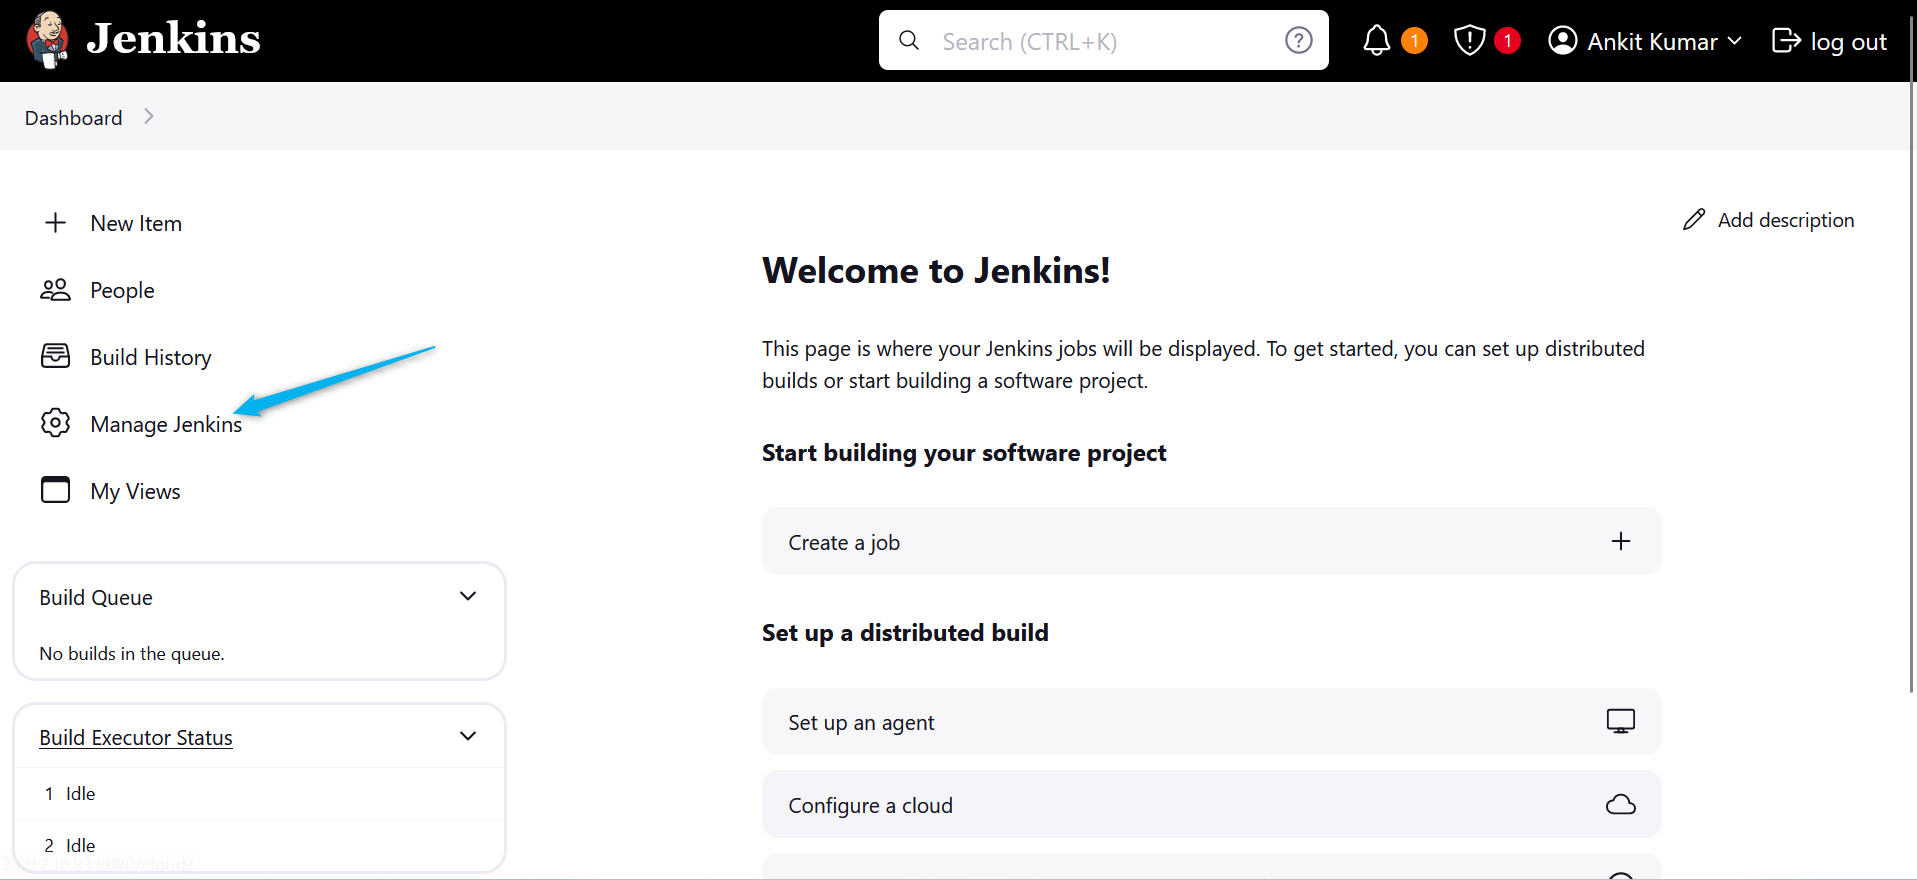 Jenkins
Search (CTRL+K)
1
1
Ankit Kumar
log out
Dashboard
New Item
People
Build History
Manage Jenkins
My Views
Build Queue
No builds in the queue.
Build Executor Status
1 Idle
2 Idle
Add description
Welcome to Jenkins!
This page is where your Jenkins jobs will be displayed. To get started, you can set up distributed
builds or start building a software project.
Start building your software project
Create a job
Set up a distributed build
Set up an agent
Configure a cloud